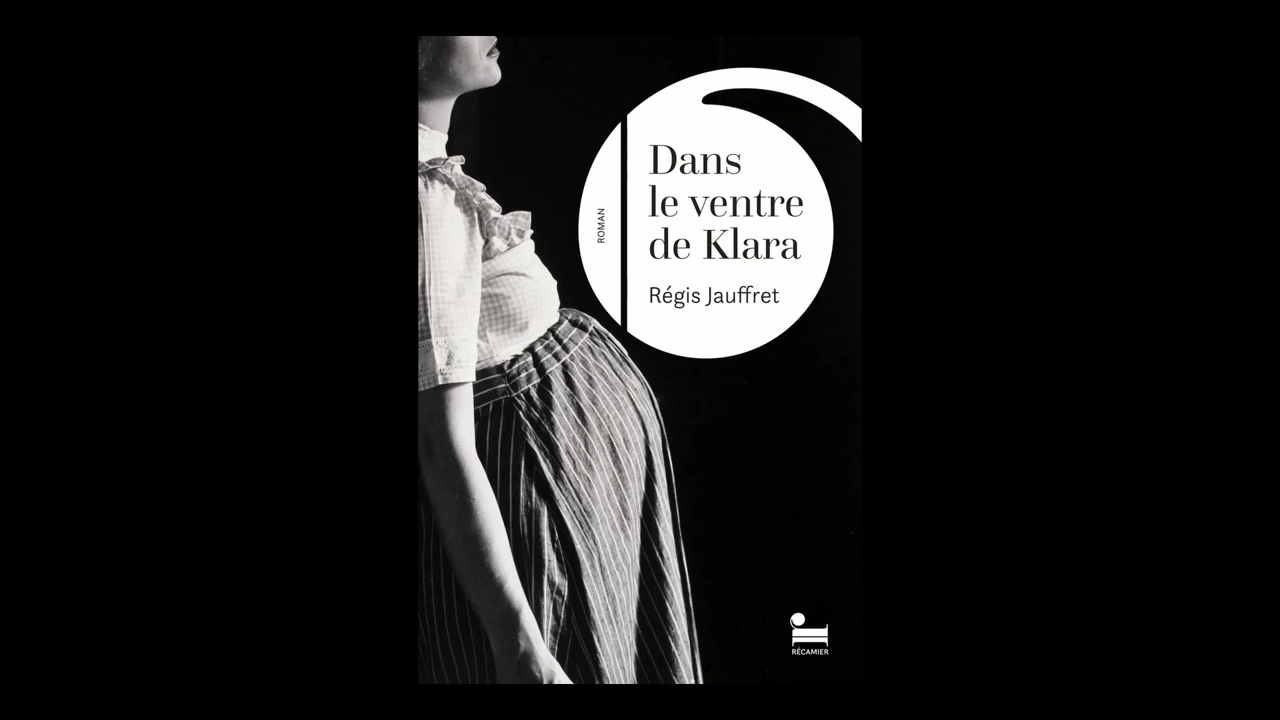 Dans
le ventre
de Klara
Régis Jauffret
ROMAN
RÉCAMIER